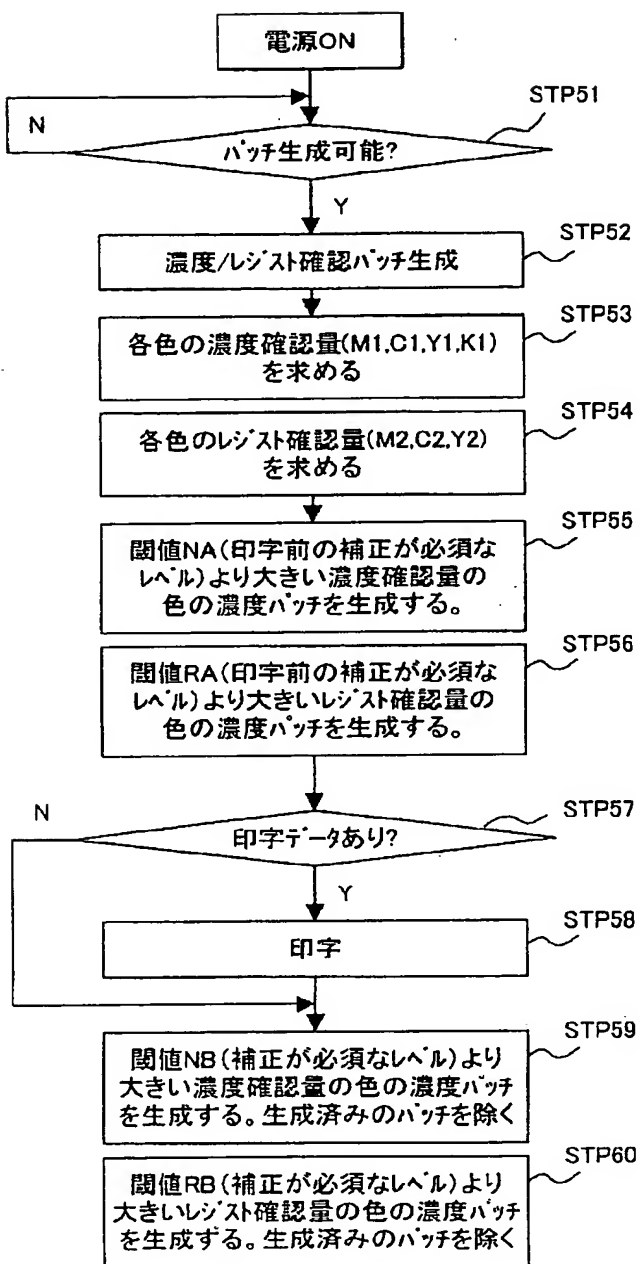 電源ON
STP51
N
パッチ生成可能?
Y
STP52
濃度/レジスト確認パッチ生成
STP53
各色の濃度確認量(M1,C1,Y1,K1)
を求める
STP54
各色のレジスト確認量(M2,C2,Y2)
を求める
STP55
閾値NA(印字前の補正が必須な
レベル)より大きい濃度確認量の
色の濃度パッチを生成する。
STP56
閾値RA(印字前の補正が必須な
レベル)より大きいレジスト確認量の
色の濃度パッチを生成する。
STP57
N
印字データあり?
Y
STP58
印字
STP59
閾値NB(補正が必須なレベル)より
大きい濃度確認量の色の濃度パッチ
を生成する。生成済みのパッチを除く
STP60
閾値RB(補正が必須なレベル)より
大きいレジスト確認量の色の濃度パッチ
を生成する。生成済みのパッチを除く